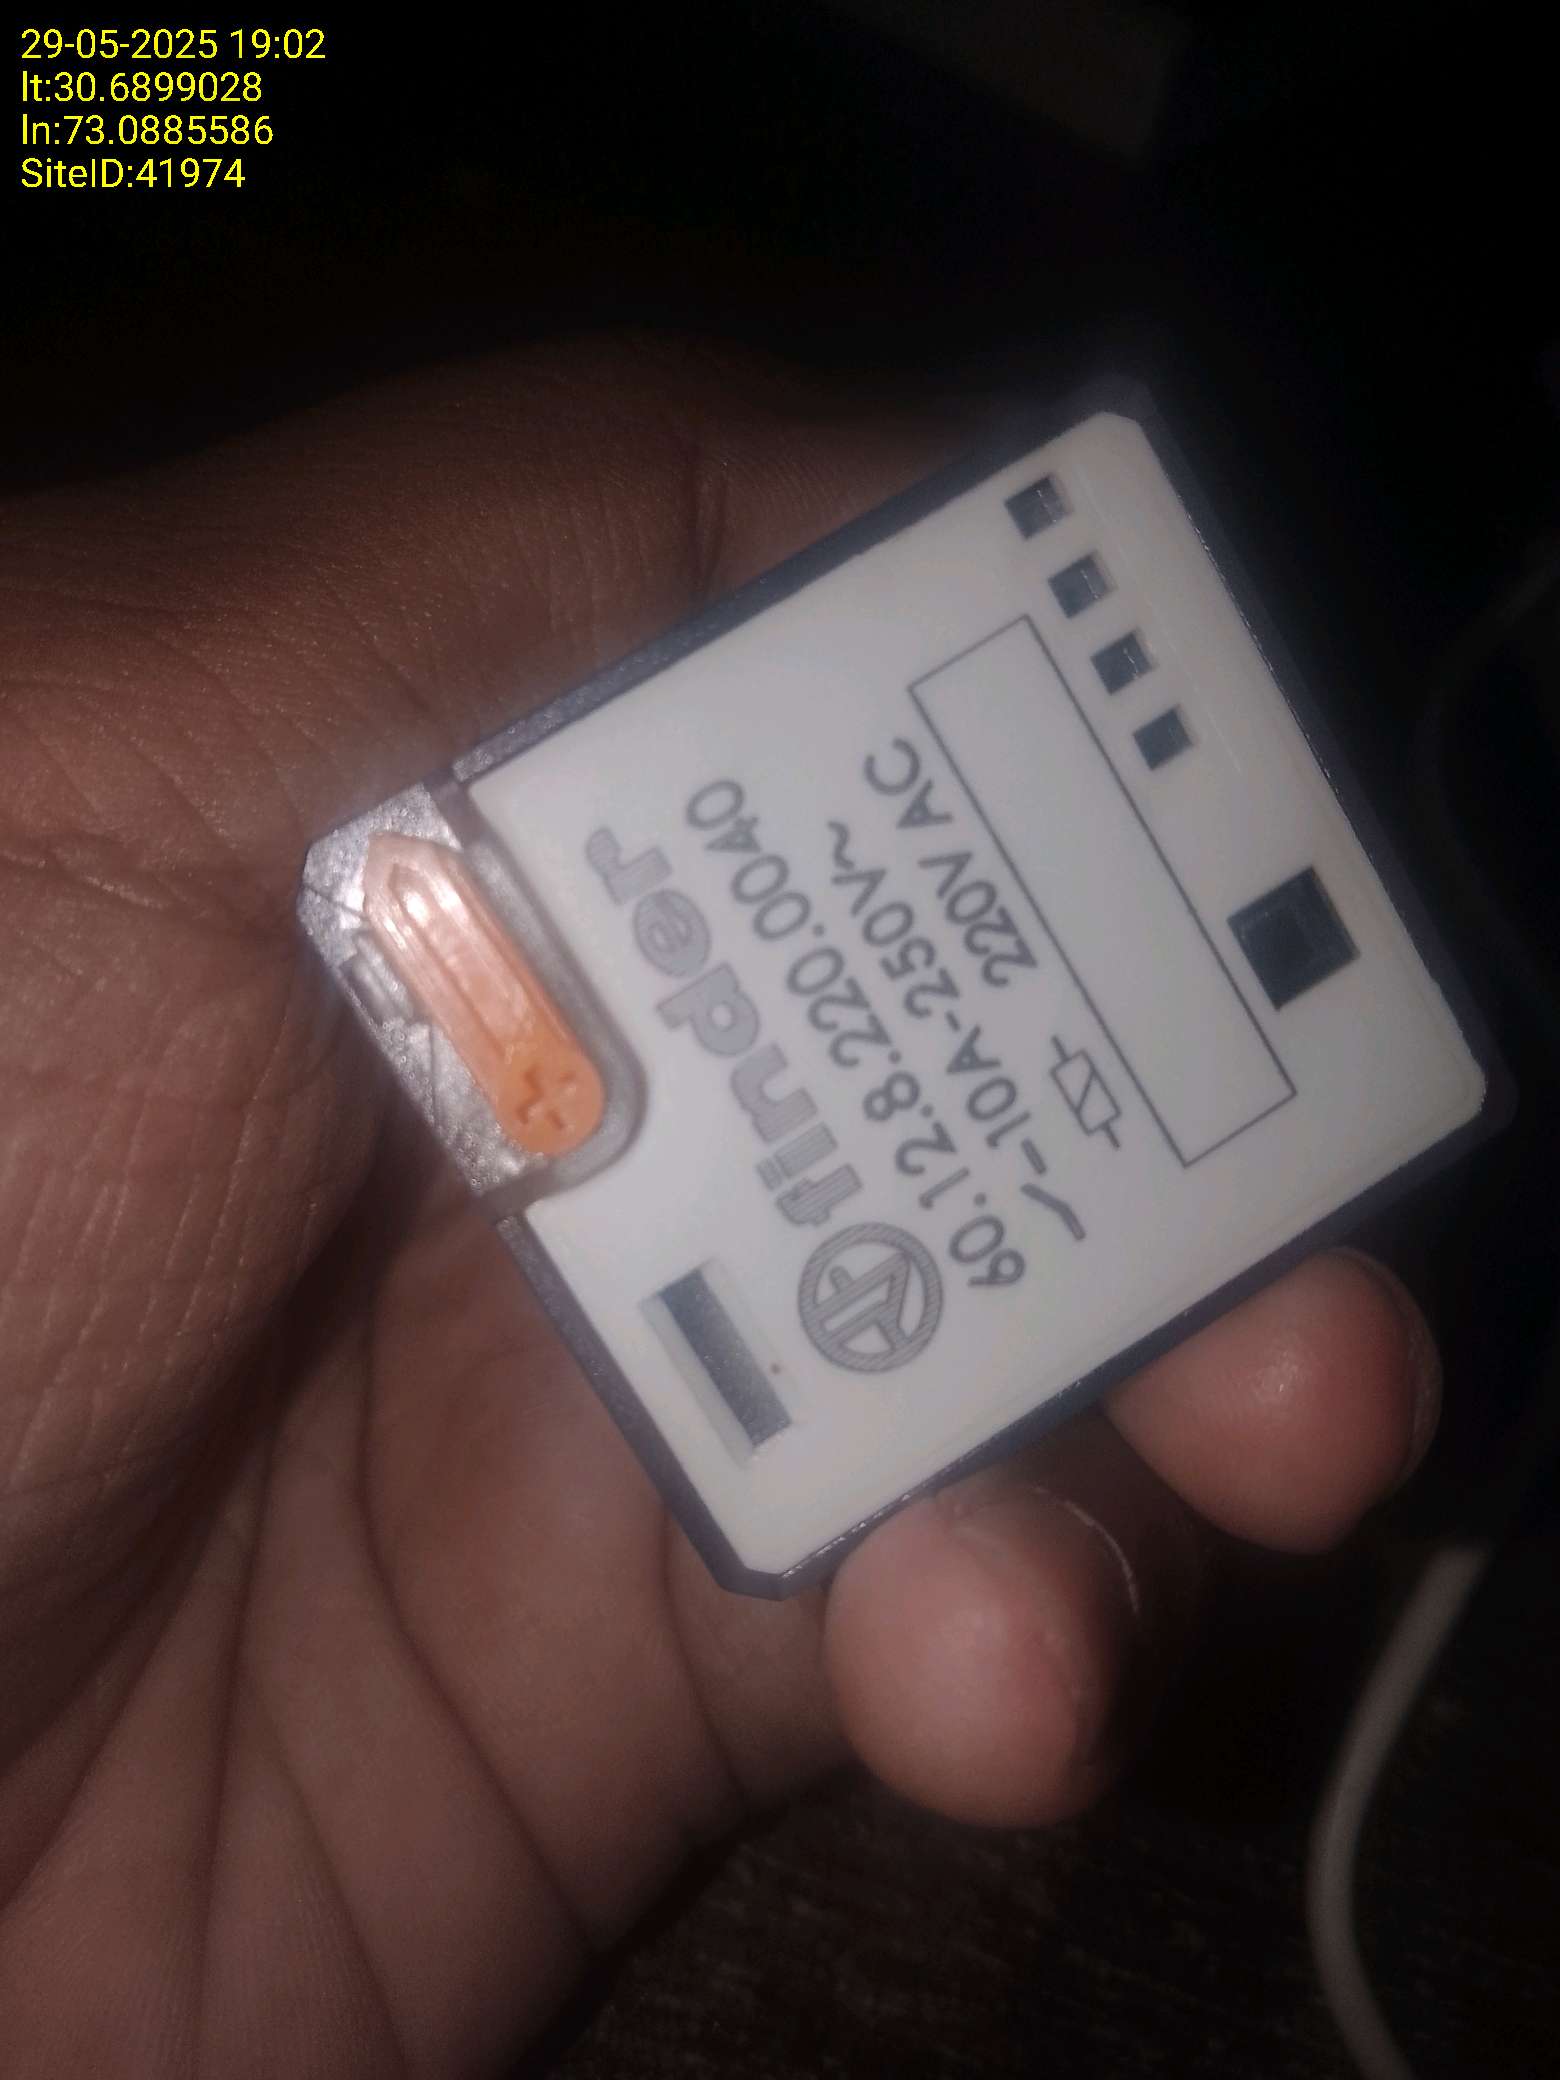 29-05-2025 19:02
lt:30.6899028
ln:73.0885586
SiteID:41974
finder
60.12.8.220.0040
10A-250V~
220V AC